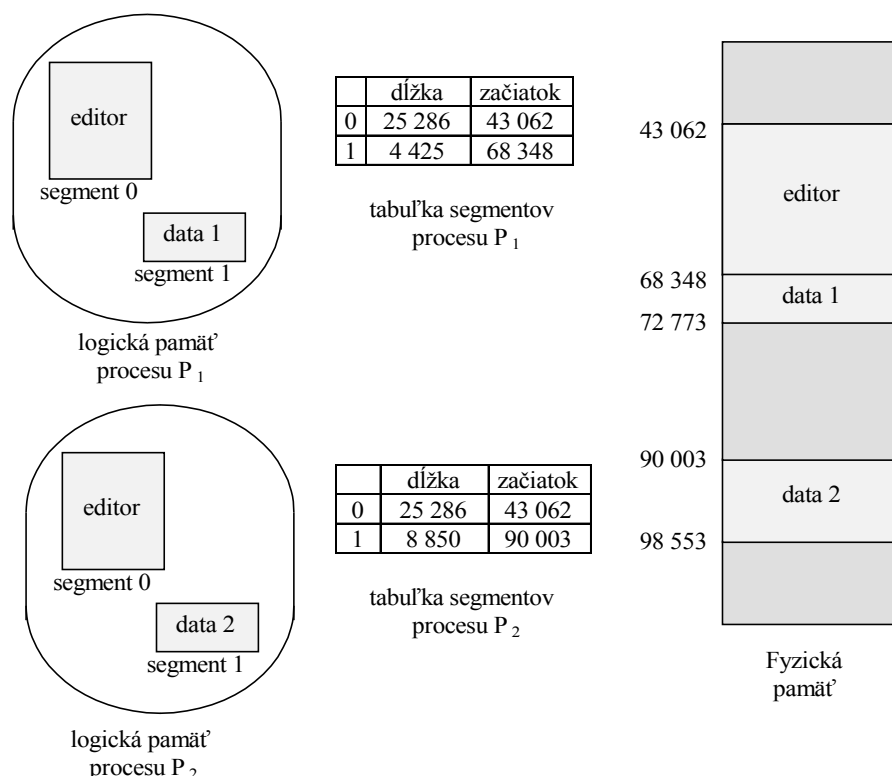 editor
segment 0
data 1
segment 1
logická pamäť
procesu P 1
dĺžka začiatok
0 25 286 43 062
1 4 425 68 348
tabuľka segmentov
procesu P 1
editor
segment 0
data 2
segment 1
logická pamäť
procesu P 2
dĺžka začiatok
0 25 286 43 062
1 8 850 90 003
tabuľka segmentov
procesu P 2
43 062
editor
68 348
data 1
72 773
90 003
data 2
98 553
Fyzická
pamäť